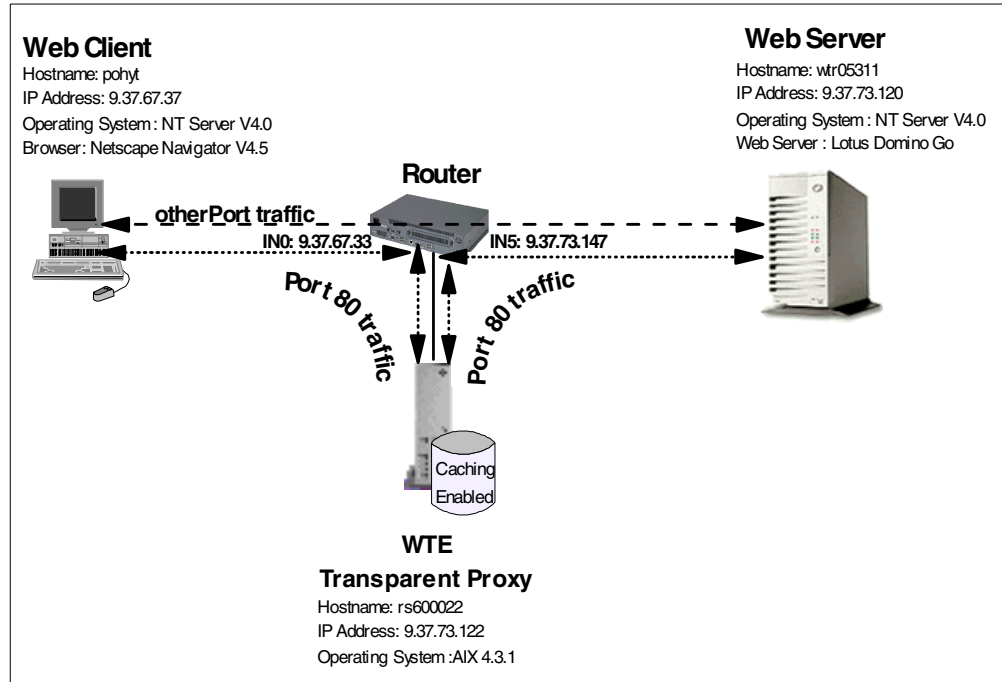 Web Client
Hostname: pohyt
IP Address: 9.37.67.37
Operating System : NT Server V4.0
Browser: Netscape Navigator V4.5
Web Server
Hostname: wtr05311
IP Address: 9.37.73.120
Operating System : NT Server V4.0
Web Server : Lotus Domino Go
Router
otherPort traffic
IN0: 9.37.67.33
IN5: 9.37.73.147
Port 80 traffic
Port 80 traffic
Caching
Enabled
WTE
Transparent Proxy
Hostname: rs600022
IP Address: 9.37.73.122
Operating System :AIX 4.3.1